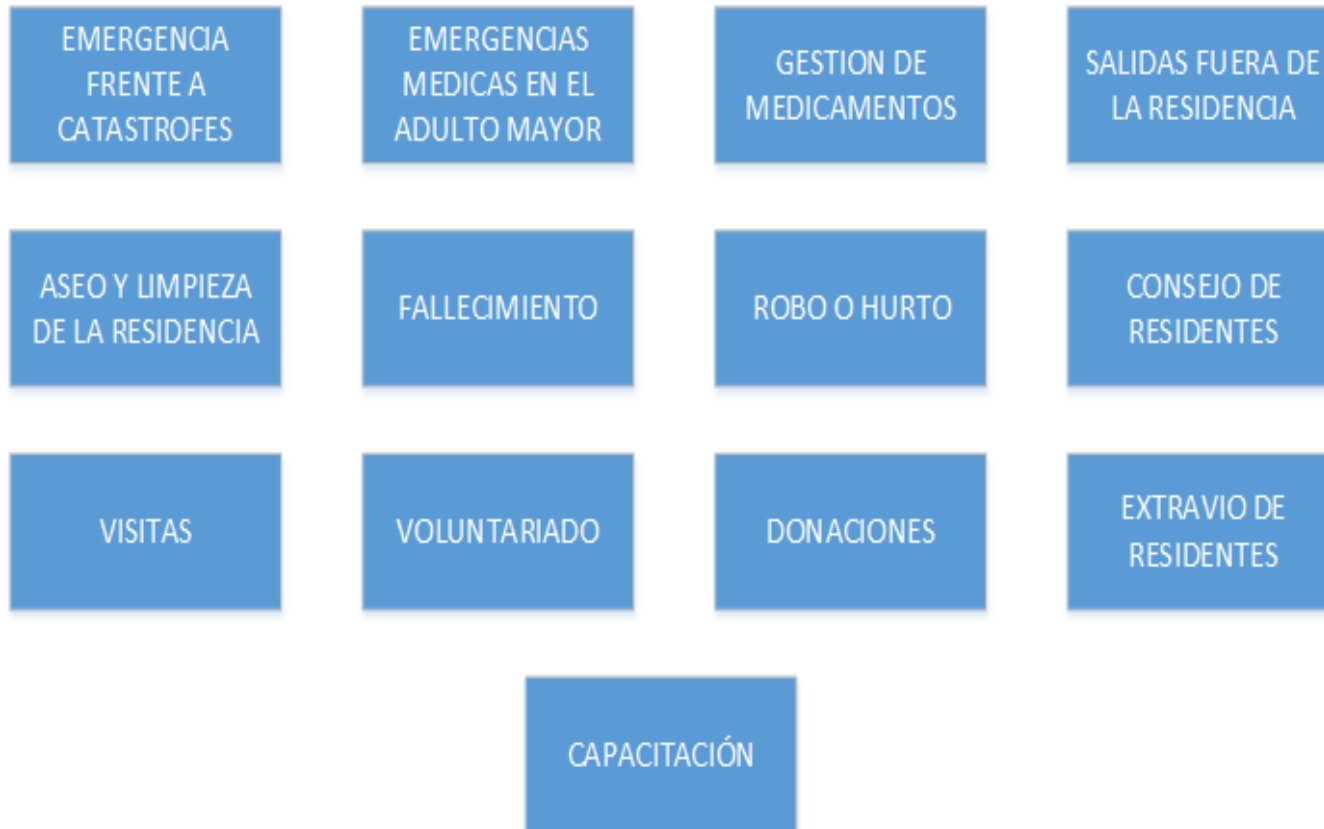 EMERGENCIA
FRENTE A
CATASTROFES
EMERGENCIAS
MEDICAS EN EL
ADULTO MAYOR
GESTION DE
MEDICAMENTOS
SALIDAS FUERA DE
LA RESIDENCIA
ASEO Y LIMPIEZA
DE LA RESIDENCIA
FALLECIMIENTO
ROBO O HURTO
CONSEJO DE
RESIDENTES
VISITAS
VOLUNTARIADO
DONACIONES
EXTRAVIO DE
RESIDENTES
CAPACITACIÓN